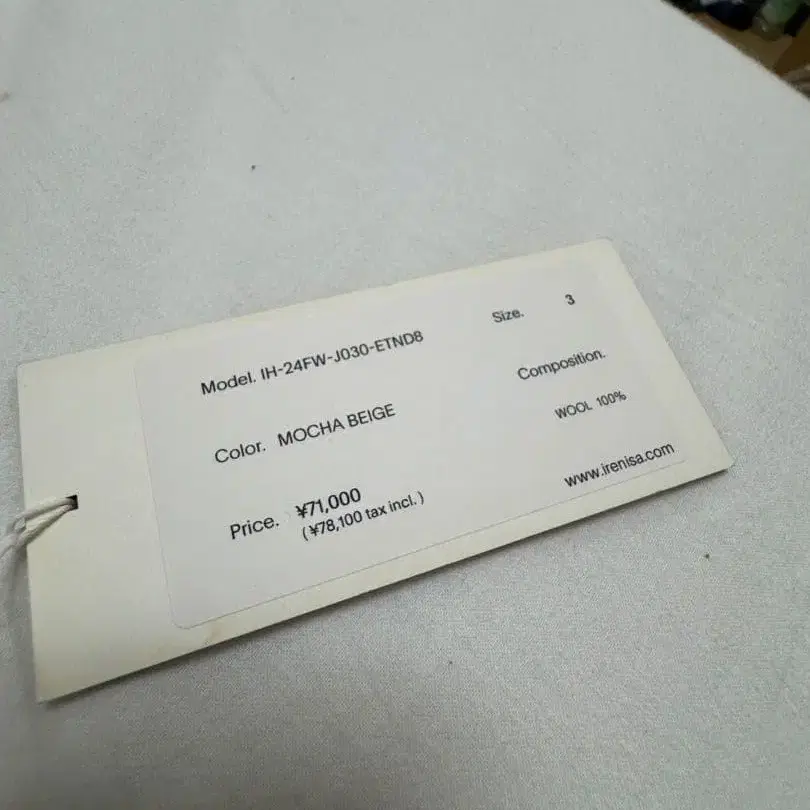 Model. IH-24FW-J030-ETND8
Size. 3
Color. MOCHA BEIGE
Composition.
WOOL 100%
Price. ¥71,000
(¥78,100 tax incl.)
www.irenisa.com